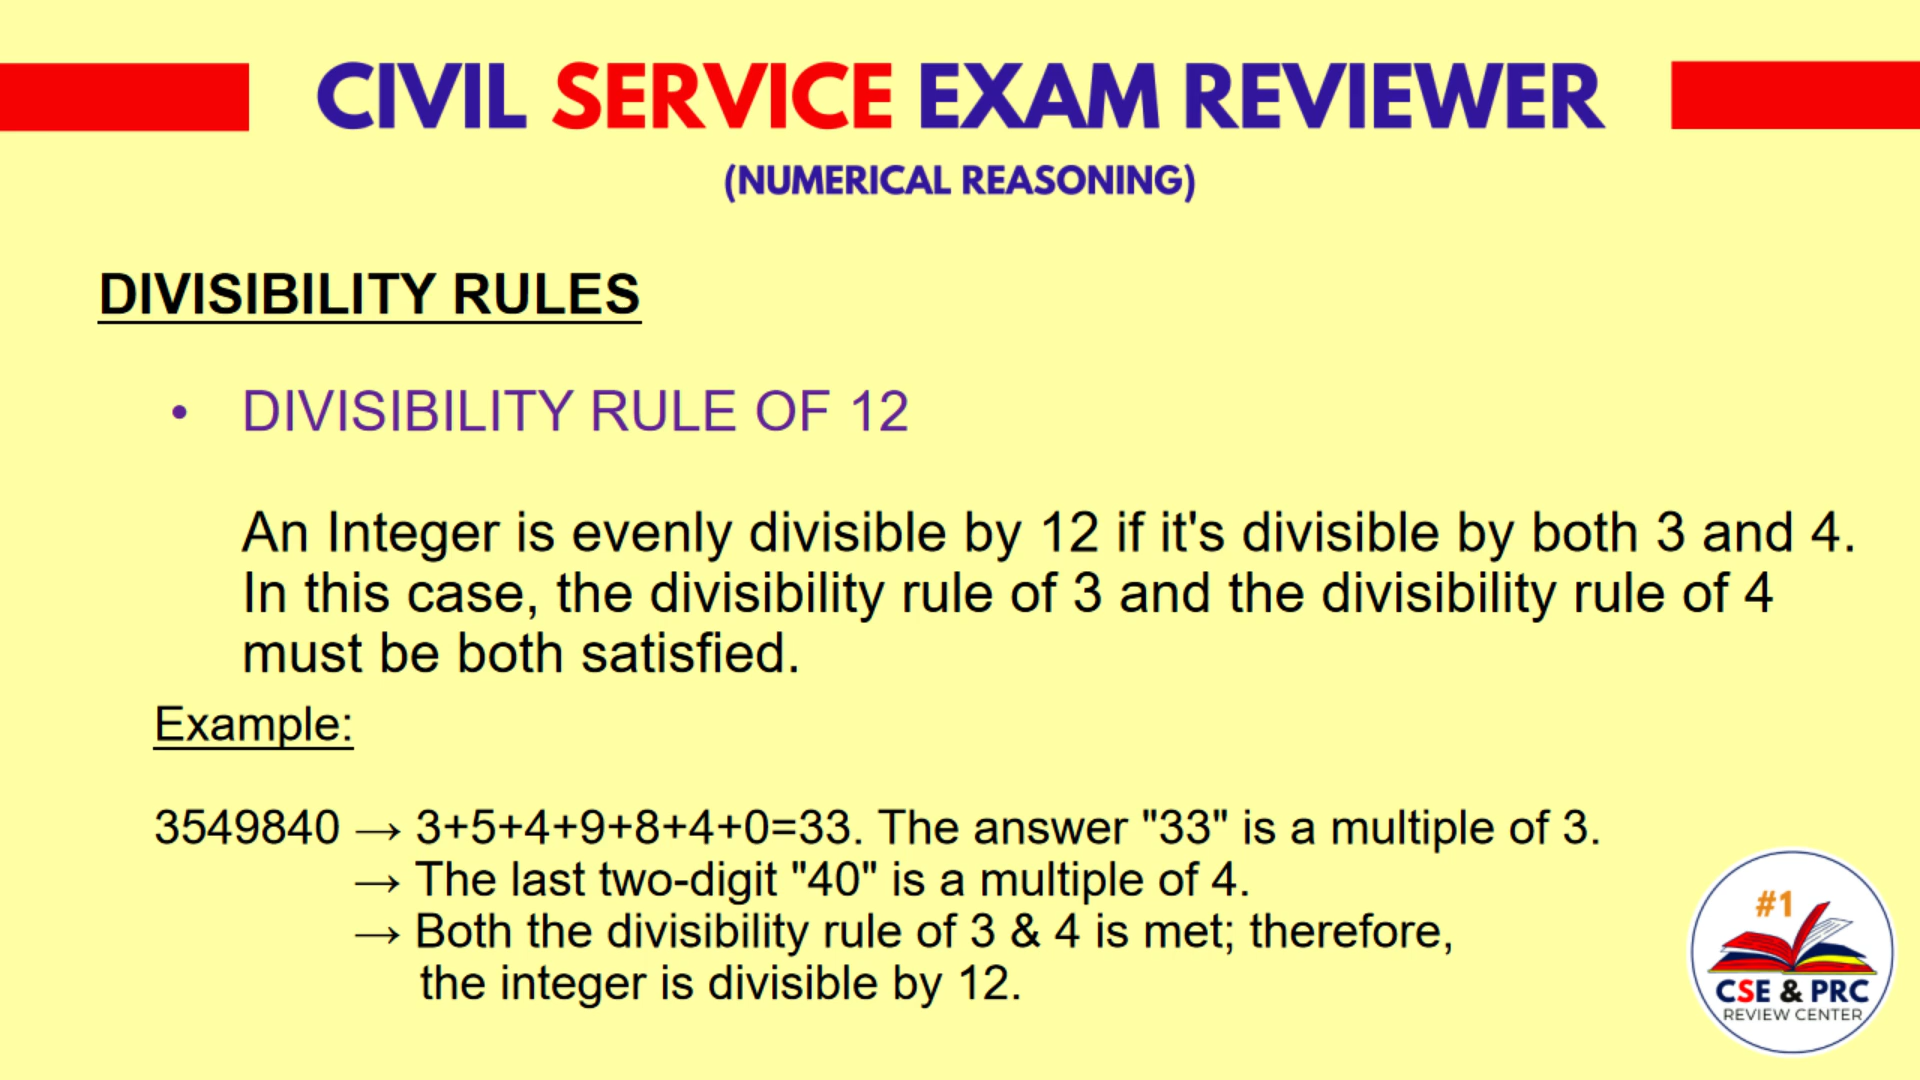 CIVIL SERVICE EXAM REVIEWER
(NUMERICAL REASONING)
DIVISIBILITY RULES
• DIVISIBILITY RULE OF 12
An Integer is evenly divisible by 12 if it's divisible by both 3 and 4.
In this case, the divisibility rule of 3 and the divisibility rule of 4
must be both satisfied.
Example:
3549840 → 3+5+4+9+8+4+0=33. The answer "33" is a multiple of 3.
→ The last two-digit "40" is a multiple of 4.
→ Both the divisibility rule of 3 & 4 is met; therefore,
the integer is divisible by 12.
#1
CSE & PRC
REVIEW CENTER